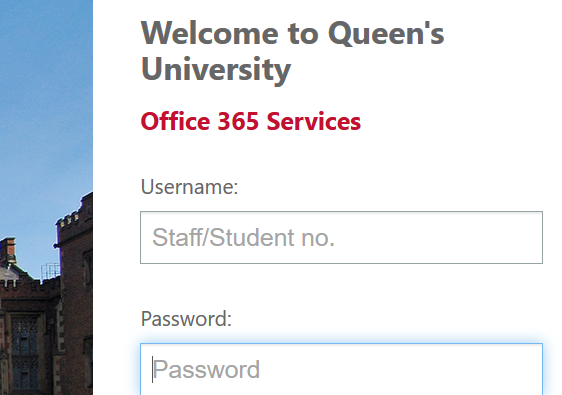 Welcome to Queen's
University
Office 365 Services
Username:
Staff/Student no.
Password:
Password